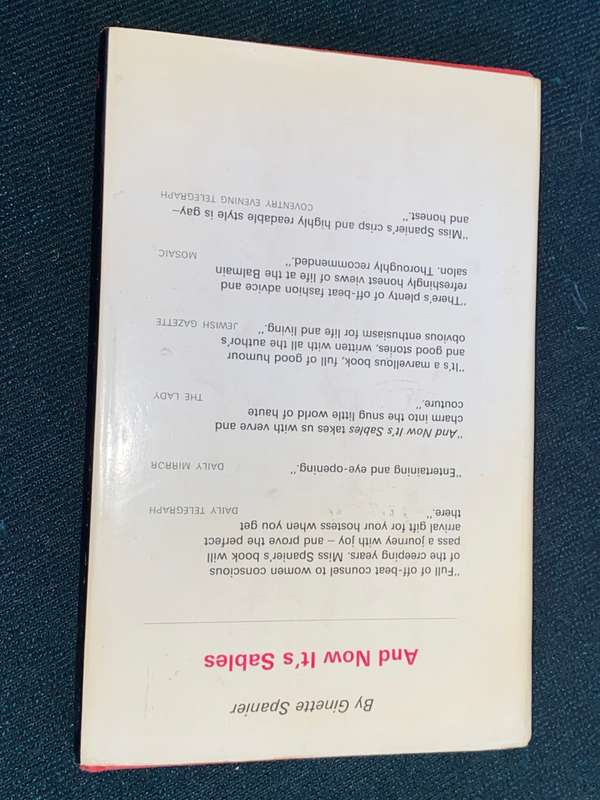 By Ginette Spanier
And Now It's Sables
"Full of off-beat counsel to women conscious
of the creeping years. Miss Spanier's book will
pass a journey with joy – and prove the perfect
arrival gift for your hostess when you get
there." DAILY TELEGRAPH
"Entertaining and eye-opening." DAILY MIRROR
"And Now It's Sables takes us with verve and
charm into the snug little world of haute
couture." THE LADY
"It's a marvellous book, full of good humour
and good stories, written with all the author's
obvious enthusiasm for life and living." JEWISH GAZETTE
"There's plenty of off-beat fashion advice and
refreshingly honest views of life at the Balmain
salon. Thoroughly recommended." MOSAIC
"Miss Spanier's crisp and highly readable style is gay–
and honest." COVENTRY EVENING TELEGRAPH